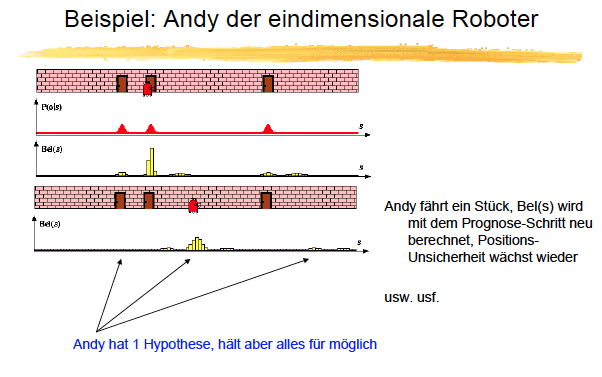 Beispiel: Andy der eindimensionale Roboter
P(o|s)
s
Bel(s)
s
Bel(s)
s
Andy fährt ein Stück, Bel(s) wird
mit dem Prognose-Schritt neu
berechnet, Positions-
Unsicherheit wächst wieder
usw. usf.
Andy hat 1 Hypothese, hält aber alles für möglich